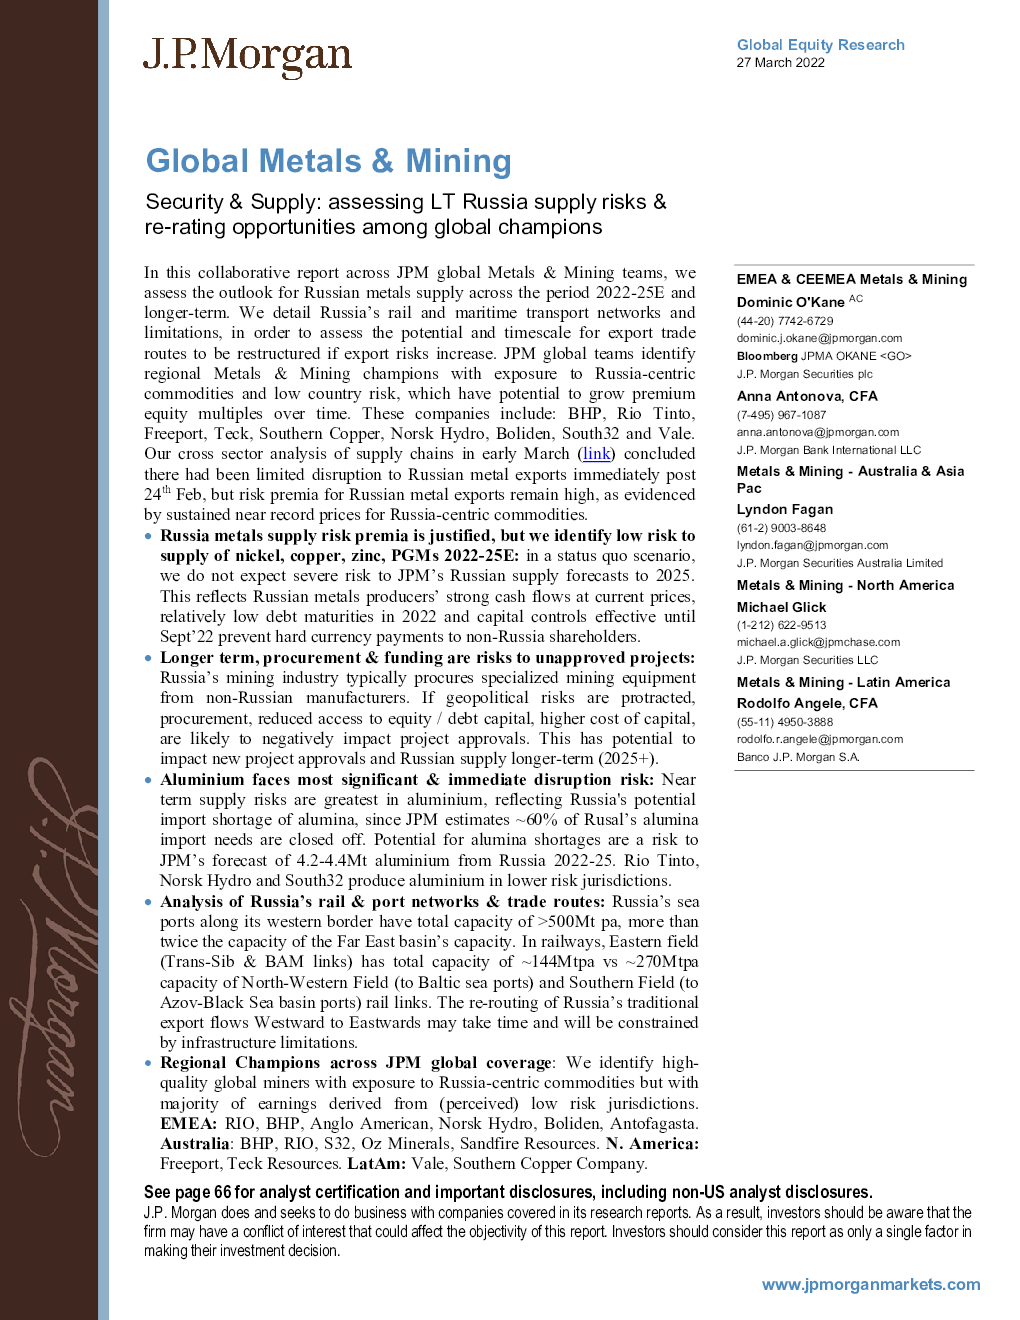 J.P.Morgan
Global Equity Research
27 March 2022
Global Metals & Mining
Security & Supply: assessing LT Russia supply risks &
re-rating opportunities among global champions
In this collaborative report across JPM global Metals & Mining teams, we
assess the outlook for Russian metals supply across the period 2022-25E and
longer-term. We detail Russia's rail and maritime transport networks and
limitations, in order to assess the potential and timescale for export trade
routes to be restructured if export risks increase. JPM global teams identify
regional Metals & Mining champions with exposure to Russia-centric
commodities and low country risk, which have potential to grow premium
equity multiples over time. These companies include: BHP, Rio Tinto,
Freeport, Teck, Southern Copper, Norsk Hydro, Boliden, South32 and Vale.
Our cross sector analysis of supply chains in early March (link) concluded
there had been limited disruption to Russian metal exports immediately post
24th Feb, but risk premia for Russian metal exports remain high, as evidenced
by sustained near record prices for Russia-centric commodities.
• Russia metals supply risk premia is justified, but we identify low risk to
supply of nickel, copper, zinc, PGMs 2022-25E: in a status quo scenario,
we do not expect severe risk to JPM's Russian supply forecasts to 2025.
This reflects Russian metals producers' strong cash flows at current prices,
relatively low debt maturities in 2022 and capital controls effective until
Sept'22 prevent hard currency payments to non-Russia shareholders.
• Longer term, procurement & funding are risks to unapproved projects:
Russia's mining industry typically procures specialized mining equipment
from non-Russian manufacturers. If geopolitical risks are protracted,
procurement, reduced access to equity / debt capital, higher cost of capital,
are likely to negatively impact project approvals. This has potential to
impact new project approvals and Russian supply longer-term (2025+).
• Aluminium faces most significant & immediate disruption risk: Near
term supply risks are greatest in aluminium, reflecting Russia's potential
import shortage of alumina, since JPM estimates ~60% of Rusal's alumina
import needs are closed off. Potential for alumina shortages are a risk to
JPM's forecast of 4.2-4.4Mt aluminium from Russia 2022-25. Rio Tinto,
Norsk Hydro and South32 produce aluminium in lower risk jurisdictions.
• Analysis of Russia's rail & port networks & trade routes: Russia's sea
ports along its western border have total capacity of >500Mt pa, more than
twice the capacity of the Far East basin's capacity. In railways, Eastern field
(Trans-Sib & BAM links) has total capacity of ~144Mtpa vs ~270Mtpa
capacity of North-Western Field (to Baltic sea ports) and Southern Field (to
Azov-Black Sea basin ports) rail links. The re-routing of Russia's traditional
export flows Westward to Eastwards may take time and will be constrained
by infrastructure limitations.
• Regional Champions across JPM global coverage: We identify high-
quality global miners with exposure to Russia-centric commodities but with
majority of earnings derived from (perceived) low risk jurisdictions.
EMEA: RIO, BHP, Anglo American, Norsk Hydro, Boliden, Antofagasta.
Australia: BHP, RIO, S32, Oz Minerals, Sandfire Resources. N. America:
Freeport, Teck Resources. LatAm: Vale, Southern Copper Company.
EMEA & CEEMEA Metals & Mining
Dominic O'Kane AC
(44-20) 7742-6729
dominic.j.okane@jpmorgan.com
Bloomberg JPMA OKANE <GO>
J.P. Morgan Securities plc
Anna Antonova, CFA
(7-495) 967-1087
anna.antonova@jpmorgan.com
J.P. Morgan Bank International LLC
Metals & Mining - Australia & Asia
Pac
Lyndon Fagan
(61-2) 9003-8648
lyndon.fagan@jpmorgan.com
J.P. Morgan Securities Australia Limited
Metals & Mining - North America
Michael Glick
(1-212) 622-9513
michael.a.glick@jpmchase.com
J.P. Morgan Securities LLC
Metals & Mining - Latin America
Rodolfo Angele, CFA
(55-11) 4950-3888
rodolfo.r.angele@jpmorgan.com
Banco J.P. Morgan S.A.
J.P.Morgan
See page 66 for analyst certification and important disclosures, including non-US analyst disclosures.
J.P. Morgan does and seeks to do business with companies covered in its research reports. As a result, investors should be aware that the
firm may have a conflict of interest that could affect the objectivity of this report. Investors should consider this report as only a single factor in
making their investment decision.
www.jpmorganmarkets.com